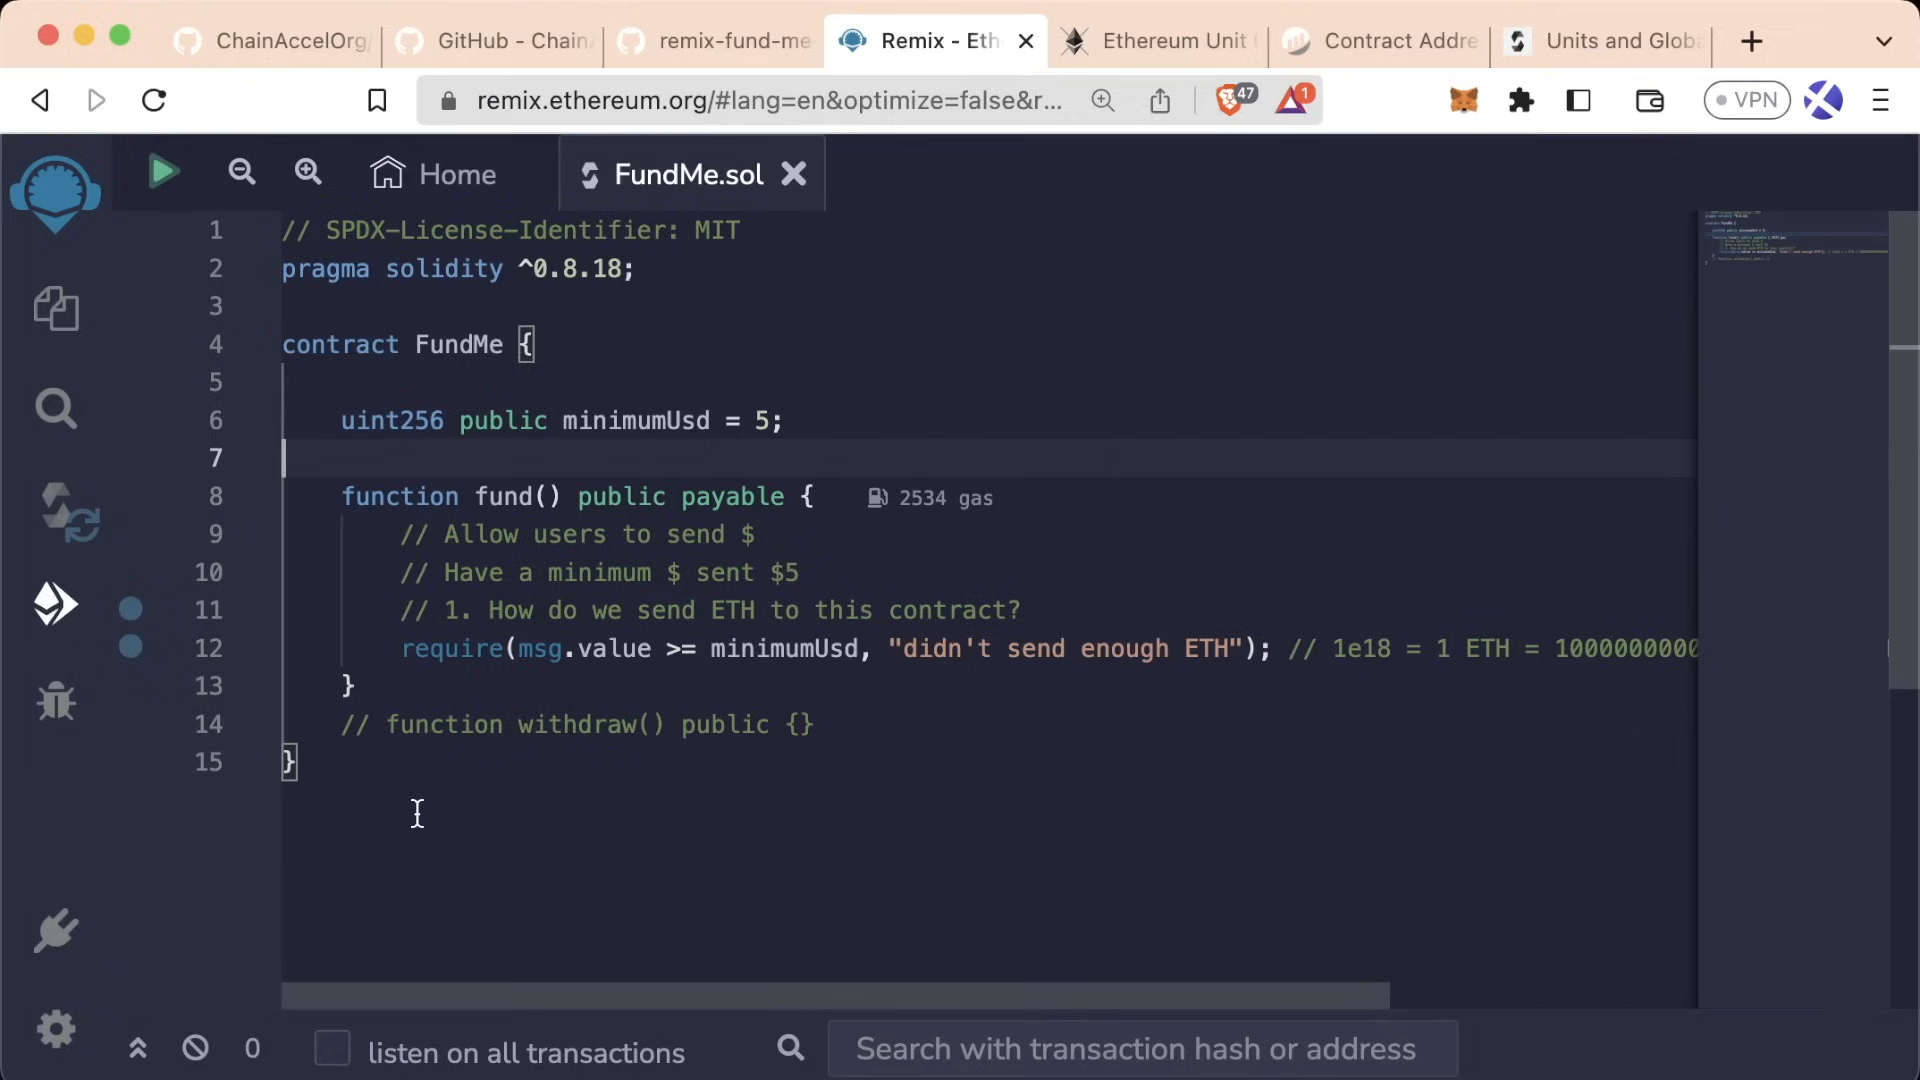 ChainAccelOrg/
GitHub - Chain
remix-fund-me
Remix - Eth
Ethereum Unit
Contract Addre
Units and Globa
remix.ethereum.org/#lang=en&optimize=false&r...
47
1
VPN
Home
FundMe.sol
1 // SPDX-License-Identifier: MIT
2 pragma solidity ^0.8.18;
3
4 contract FundMe {
5
6 uint256 public minimumUsd = 5;
7
8 function fund() public payable { 2534 gas
9 // Allow users to send $
10 // Have a minimum $ sent $5
11 // 1. How do we send ETH to this contract?
12 require(msg.value >= minimumUsd, "didn't send enough ETH"); // 1e18 = 1 ETH = 1000000000
13 }
14 // function withdraw() public {}
15 }
0
listen on all transactions
Search with transaction hash or address